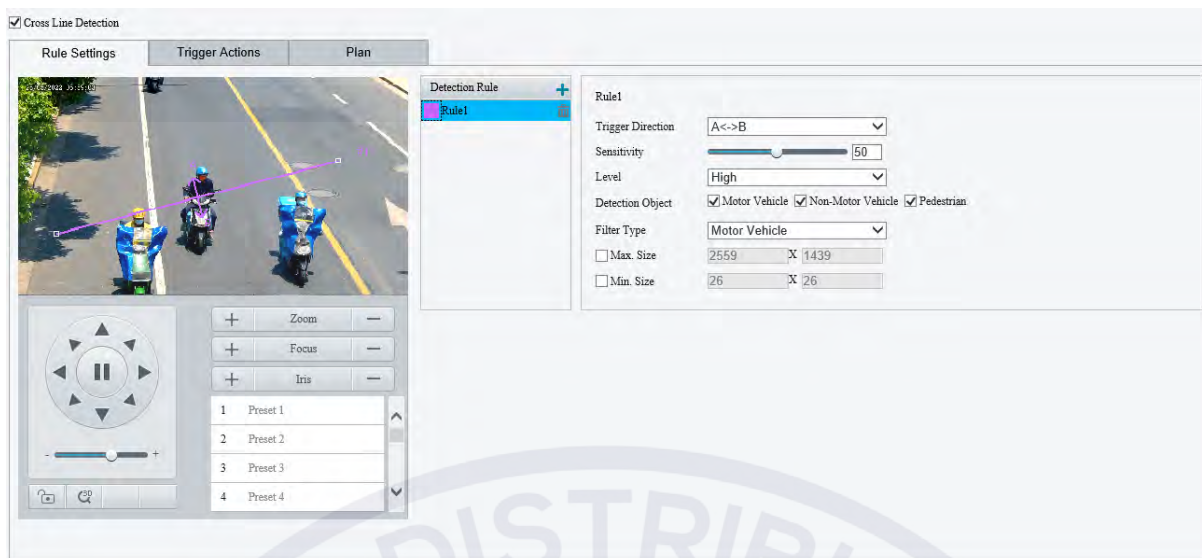 Cross Line Detection
Rule Settings Trigger Actions Plan
Detection Rule +
Rule1
Rule1
Trigger Direction A<->B
Sensitivity 50
Level High
Detection Object Motor Vehicle Non-Motor Vehicle Pedestrian
Filter Type Motor Vehicle
Max. Size 2559 X 1439
Min. Size 26 X 26
+ Zoom −
+ Focus −
+ Iris −
- +
1 Preset 1
2 Preset 2
3 Preset 3
4 Preset 4
3D
DISTRIB